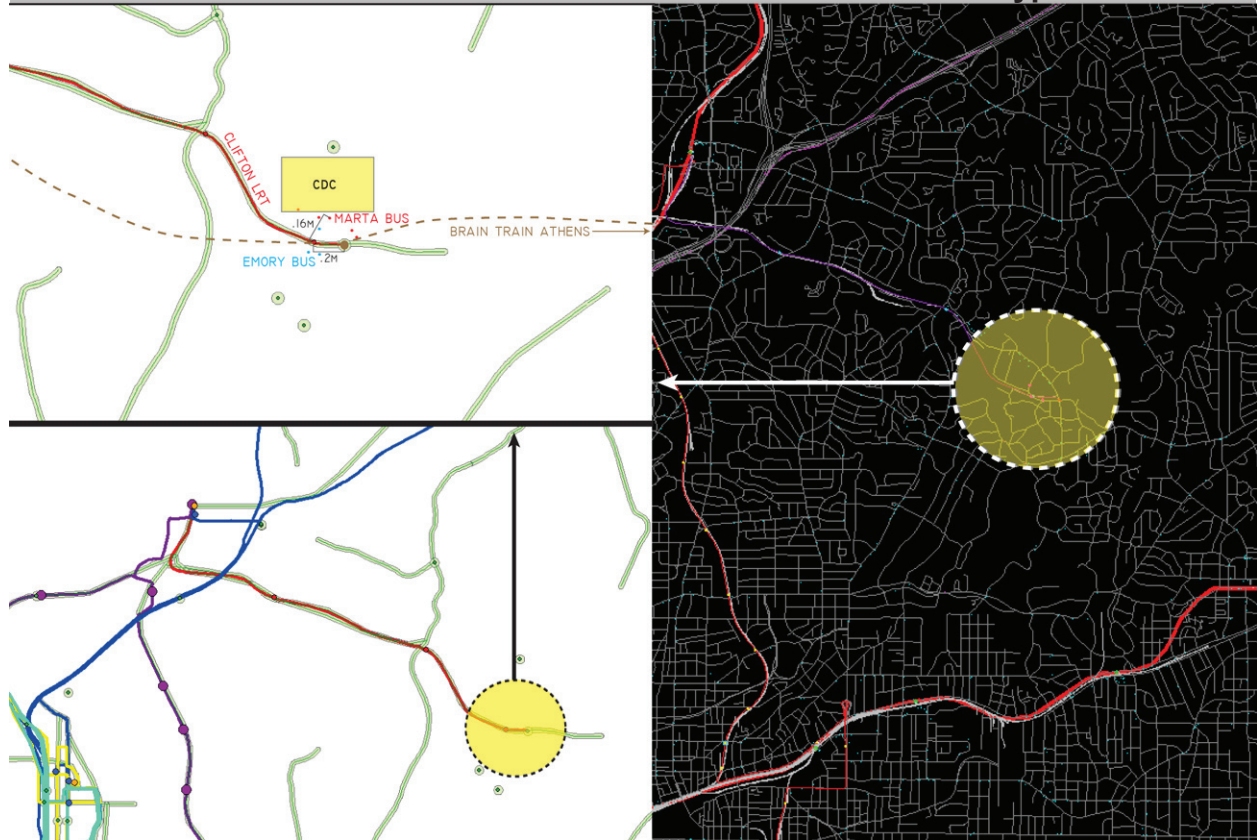 CLIFTON LRT
CDC
.16M
MARTA BUS
BRAIN TRAIN ATHENS
EMORY BUS
.2M